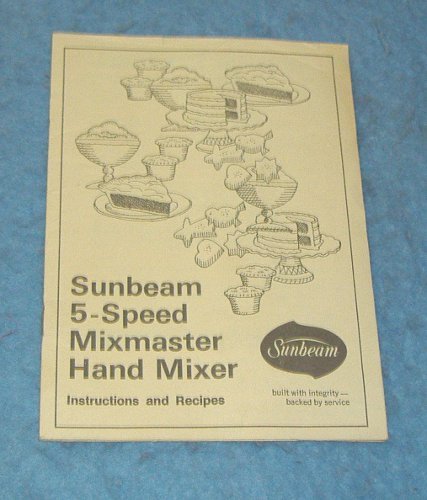 Sunbeam
5-Speed
Mixmaster
Hand Mixer
Instructions and Recipes
Sunbeam
built with integrity—
backed by service